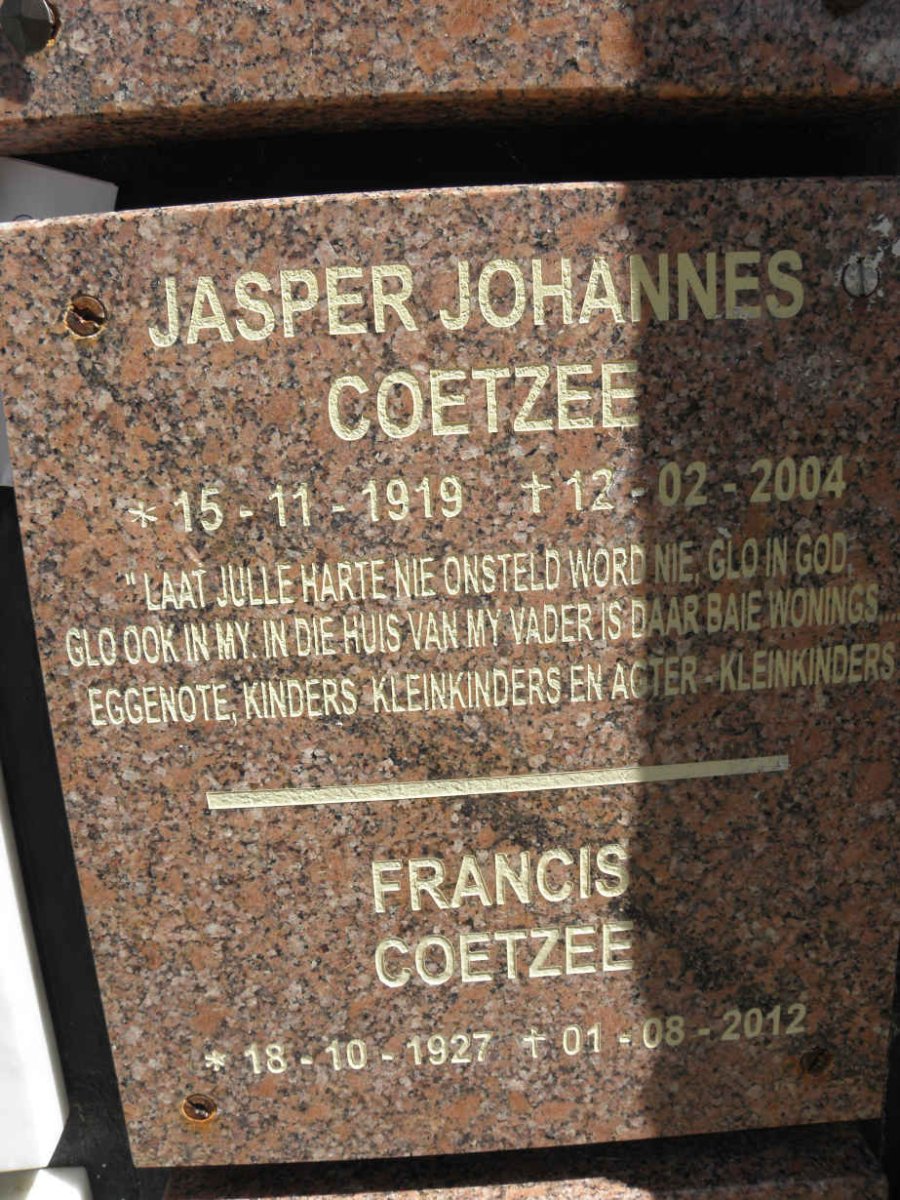 JASPER JOHANNES
COETZEE
* 15 - 11 - 1919 † 12 - 02 - 2004
" LAAT JULLE HARTE NIE ONSTELD WORD NIE, GLO IN GOD,
GLO OOK IN MY. IN DIE HUIS VAN MY VADER IS DAAR BAIE WONINGS....
EGGENOTE, KINDERS KLEINKINDERS EN ACTER - KLEINKINDERS
FRANCIS
COETZEE
* 18 - 10 - 1927 † 01 - 08 - 2012